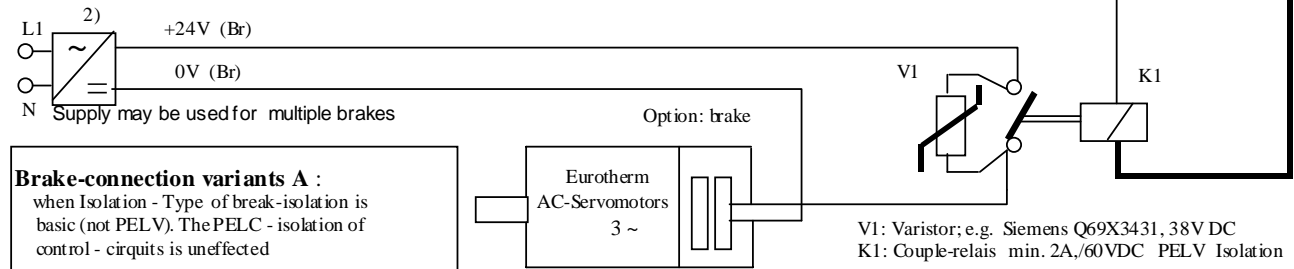 2)
L1
+24V (Br)
~
0V (Br)
V1
K1
N
Supply may be used for multiple brakes
Option: brake
Brake-connection variants A :
when Isolation - Type of break-isolation is
basic (not PELV). The PELC - isolation of
control - cirquits is uneffected
Eurotherm
AC-Servomotors
3 ~
V1: Varistor; e.g. Siemens Q69X3431, 38V DC
K1: Couple-relais min. 2A,/60VDC PELV Isolation